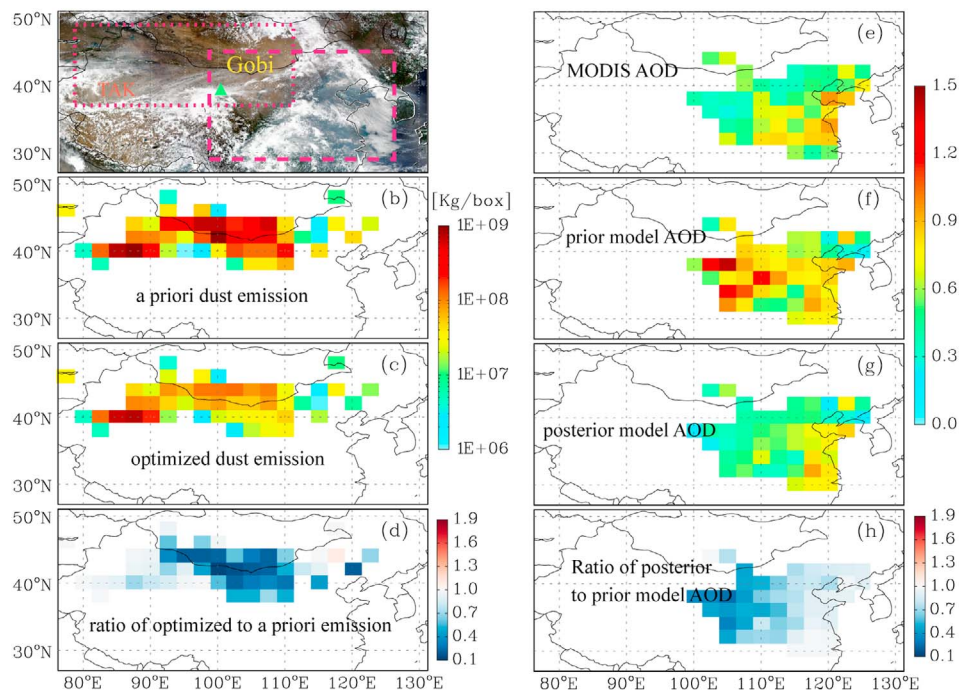 50°N
40°N
30°N
TAK
Gobi
(e)
MODIS AOD
1.5
1.2
0.9
0.6
0.3
0.0
50°N
40°N
30°N
(b)
a priori dust emission
[Kg/box]
1E+09
1E+08
1E+07
1E+06
(f)
prior model AOD
50°N
40°N
30°N
(c)
optimized dust emission
(g)
posterior model AOD
50°N
40°N
30°N
(d)
ratio of optimized to a priori emission
1.9
1.6
1.3
1.0
0.7
0.4
0.1
(h)
Ratio of posterior
to prior model AOD
1.9
1.6
1.3
1.0
0.7
0.4
0.1
80°E 90°E 100°E 110°E 120°E 130°E
80°E 90°E 100°E 110°E 120°E 130°E